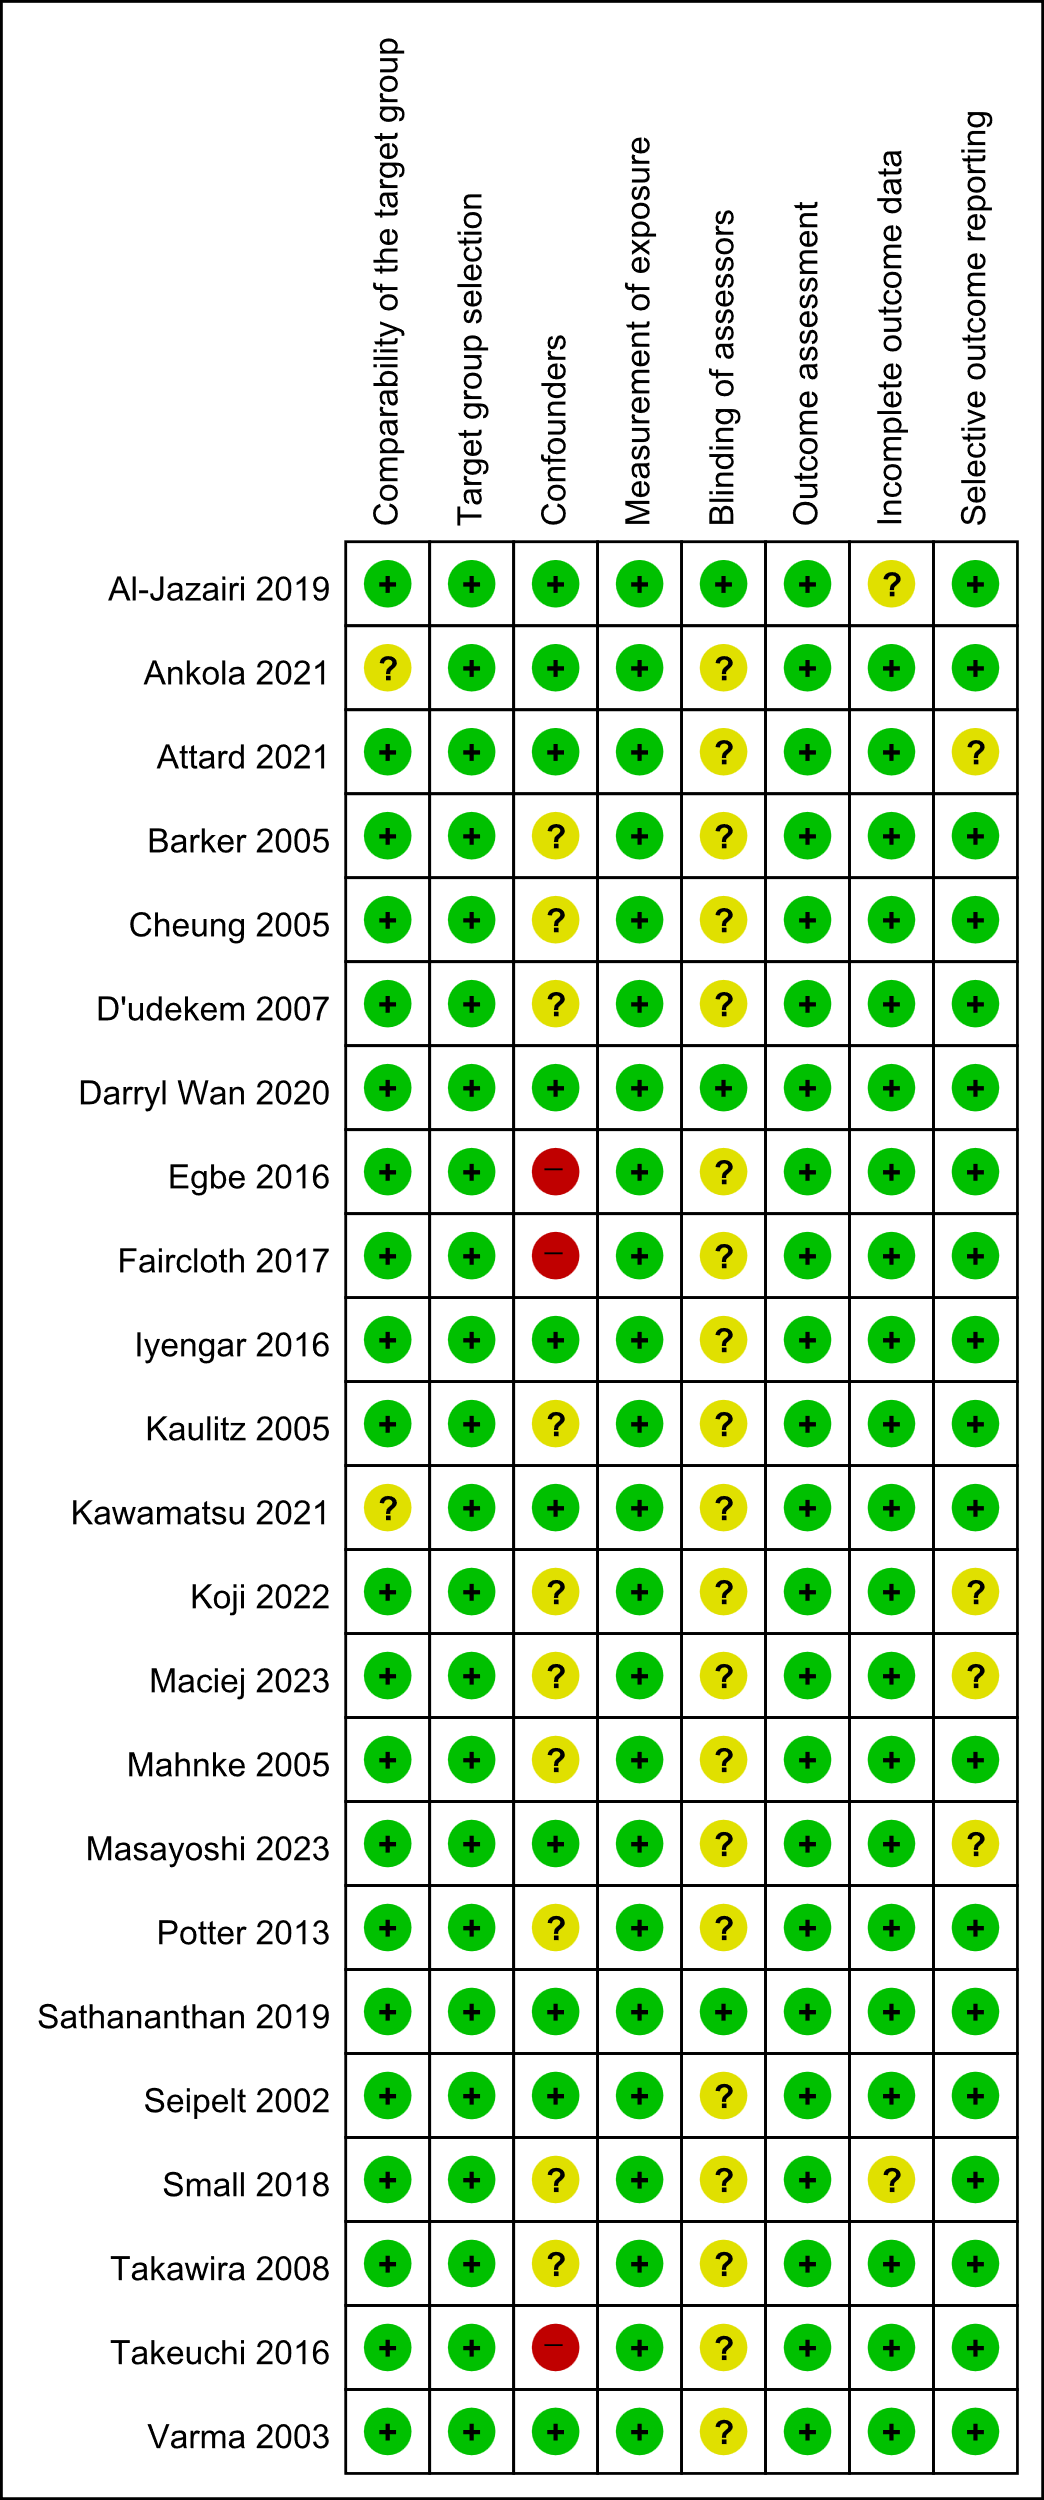 Comparability of the target group
Target group selection
Confounders
Measurement of exposure
Blinding of assessors
Outcome assessment
Incomplete outcome data
Selective outcome reporting
Al-Jazairi 2019 + + + + + + ? +
Ankola 2021 ? + + + ? + + +
Attard 2021 + + + + ? + + ?
Barker 2005 + + ? + ? + + +
Cheung 2005 + + ? + ? + + +
D'udekem 2007 + + ? + ? + + +
Darryl Wan 2020 + + + + + + + +
Egbe 2016 + + – + ? + + +
Faircloth 2017 + + – + ? + + +
Iyengar 2016 + + + + ? + + +
Kaulitz 2005 + + ? + ? + + +
Kawamatsu 2021 ? + + + ? + + +
Koji 2022 + + ? + ? + + ?
Maciej 2023 + + ? + ? + + ?
Mahnke 2005 + + ? + ? + + +
Masayoshi 2023 + + + + ? + + ?
Potter 2013 + + ? + ? + + +
Sathananthan 2019 + + + + + + + +
Seipelt 2002 + + + + ? + + +
Small 2018 + + ? + ? + ? +
Takawira 2008 + + ? + ? + + +
Takeuchi 2016 + + – + ? + + +
Varma 2003 + + + + ? + + +